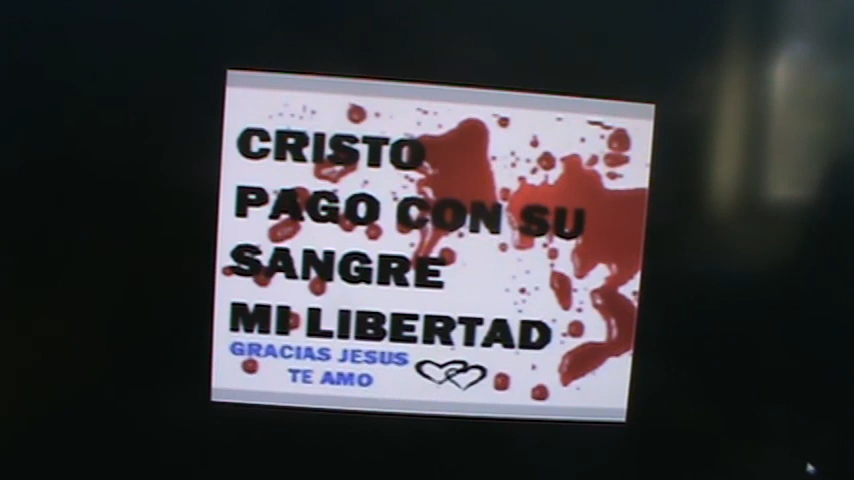 CRISTO
PAGO CON SU
SANGRE
MI LIBERTAD
GRACIAS JESUS
TE AMO